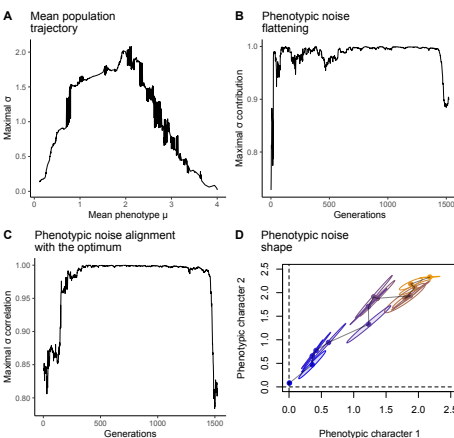 A Mean population
trajectory
Maximal σ
2.0
1.5
1.0
0.5
0.0
0 1 2 3 4
Mean phenotype μ
B Phenotypic noise
flattening
Maximal σ contribution
1.0
0.9
0.8
0 500 1000 1500
Generations
C Phenotypic noise alignment
with the optimum
Maximal σ correlation
1.00
0.95
0.90
0.85
0.80
0 500 1000 1500
Generations
D Phenotypic noise
shape
Phenotypic character 2
2.5
2.0
1.5
1.0
0.5
0.0
0.0 0.5 1.0 1.5 2.0 2.5
Phenotypic character 1